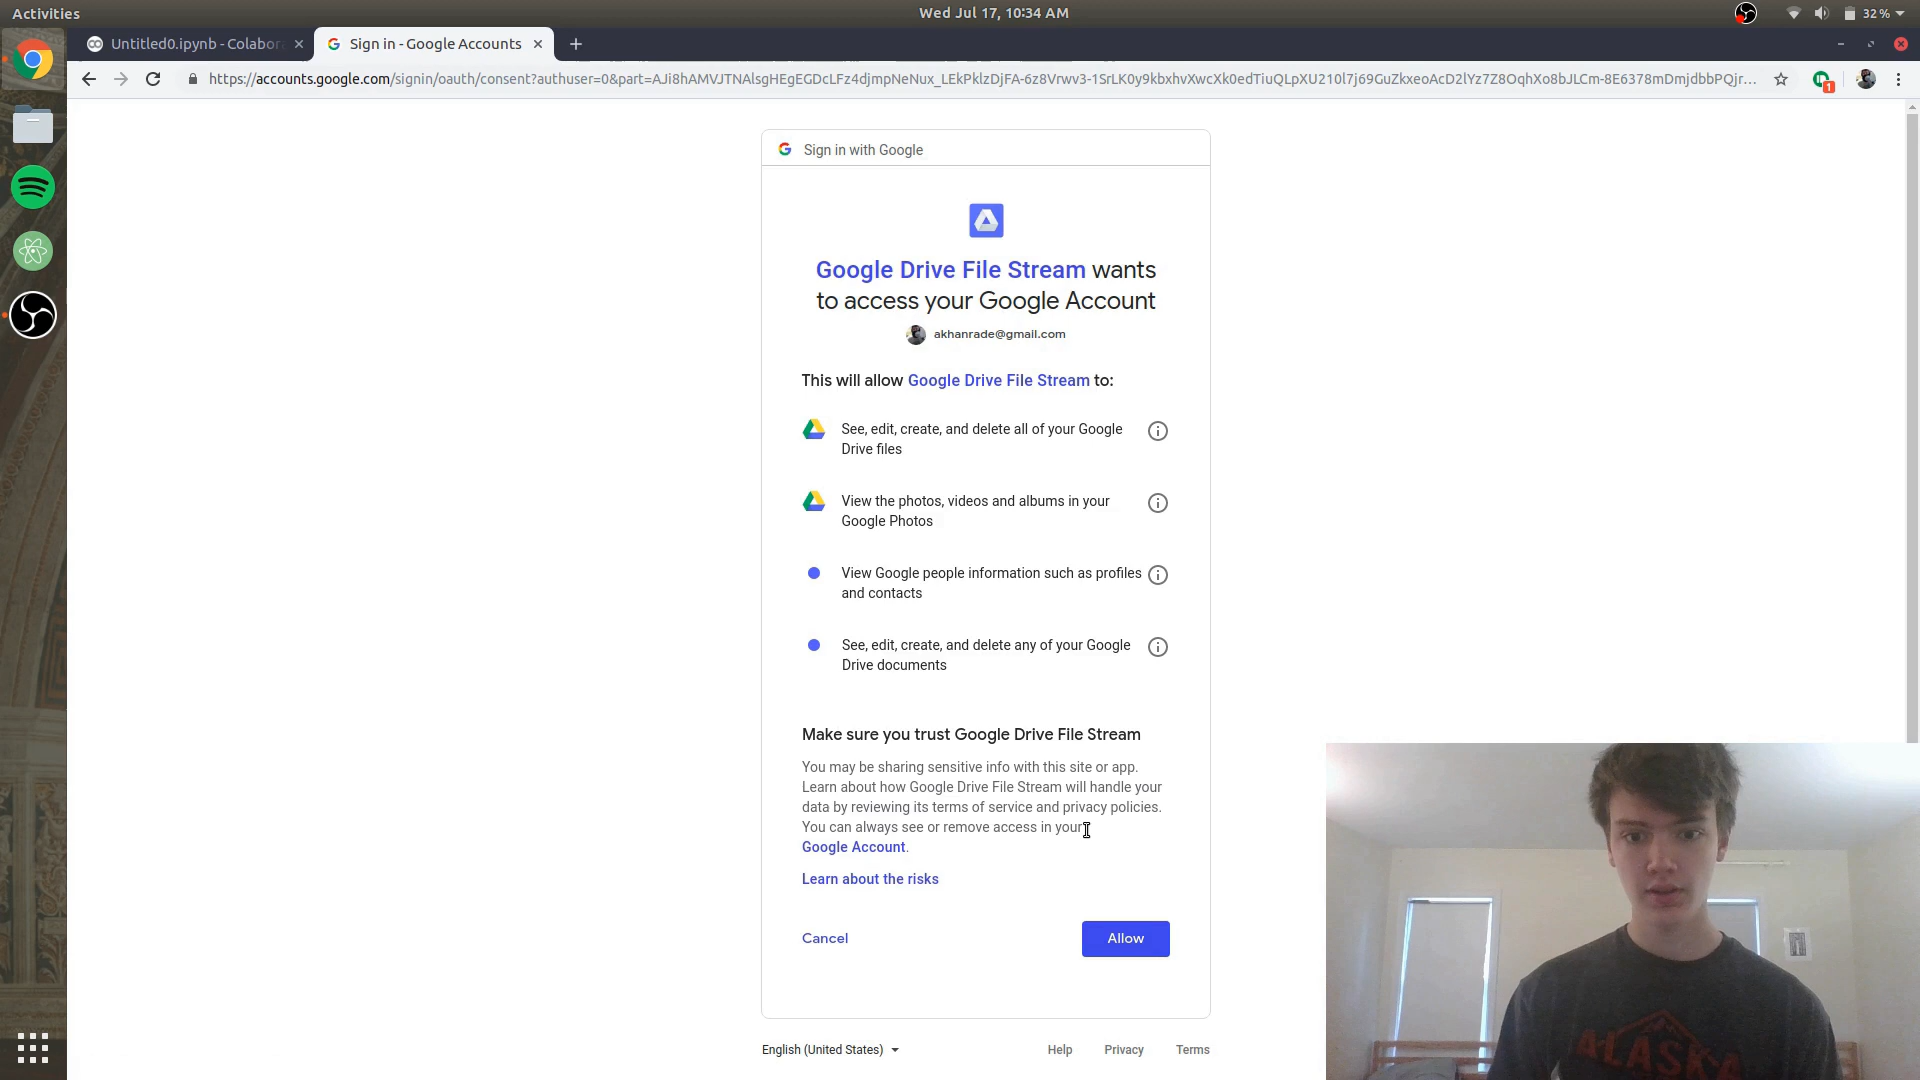 Activities
Wed Jul 17, 10:34 AM
32%
Untitled0.ipynb - Colabor
Sign in - Google Accounts
https://accounts.google.com/signin/oauth/consent?authuser=0&part=AJi8hAMVJTNAlsgHEgEGDcLFz4djmpNeNux_LEkPklzDjFA-6z8Vrwv3-1SrLK0y9kbxhvXwcXk0edTiuQLpXU210l7j69GuZkxeoAcD2lYz7Z8OqhXo8bJLCm-8E6378mDmjdbbPQjr...
1
Sign in with Google
Google Drive File Stream wants
to access your Google Account
akhanrade@gmail.com
This will allow Google Drive File Stream to:
See, edit, create, and delete all of your Google
Drive files
View the photos, videos and albums in your
Google Photos
View Google people information such as profiles
and contacts
See, edit, create, and delete any of your Google
Drive documents
Make sure you trust Google Drive File Stream
You may be sharing sensitive info with this site or app.
Learn about how Google Drive File Stream will handle your
data by reviewing its terms of service and privacy policies.
You can always see or remove access in your
Google Account.
Learn about the risks
Cancel
Allow
English (United States)
Help
Privacy
Terms
ALASKA